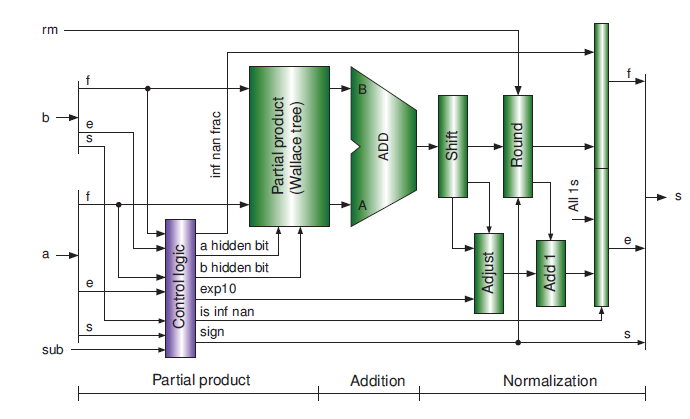 rm
f
b
e
s
inf nan frac
Partial product
(Wallace tree)
B
A
ADD
Shift
Round
All 1s
f
s
e
s
f
a
e
s
sub
Control logic
a hidden bit
b hidden bit
exp10
is inf nan
sign
Adjust
Add 1
Partial product
Addition
Normalization